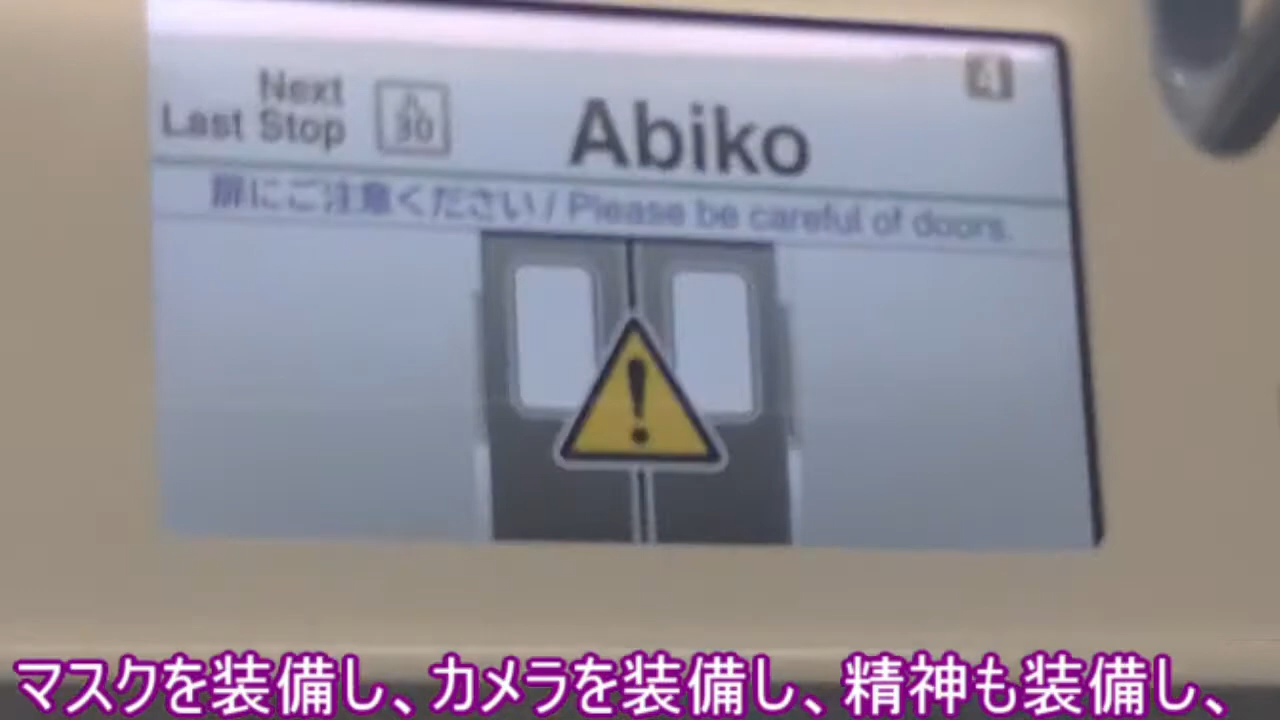 Next
Last Stop
30
Abiko
4
扉にご注意ください / Please be careful of doors.
マスクを装備し、カメラを装備し、精神も装備し、